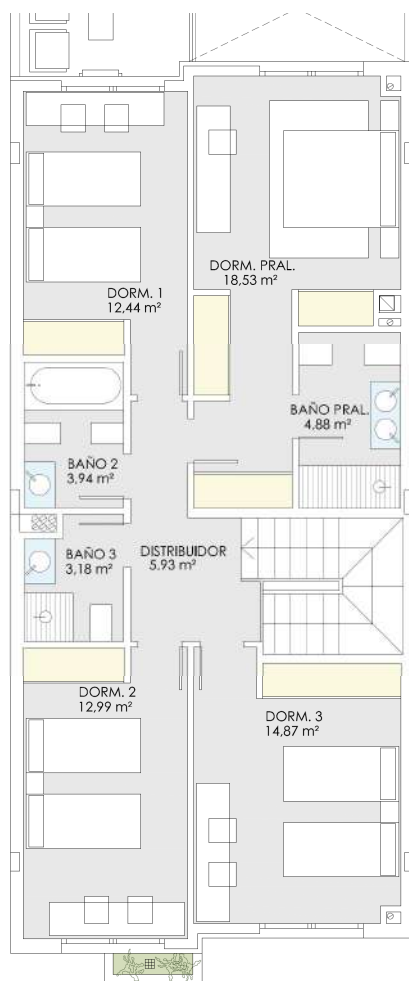 DORM. PRAL.
18,53 m²
DORM. 1
12,44 m²
BAÑO PRAL.
4,88 m²
BAÑO 2
3,94 m²
BAÑO 3
3,18 m²
DISTRIBUIDOR
5,93 m²
DORM. 2
12,99 m²
DORM. 3
14,87 m²